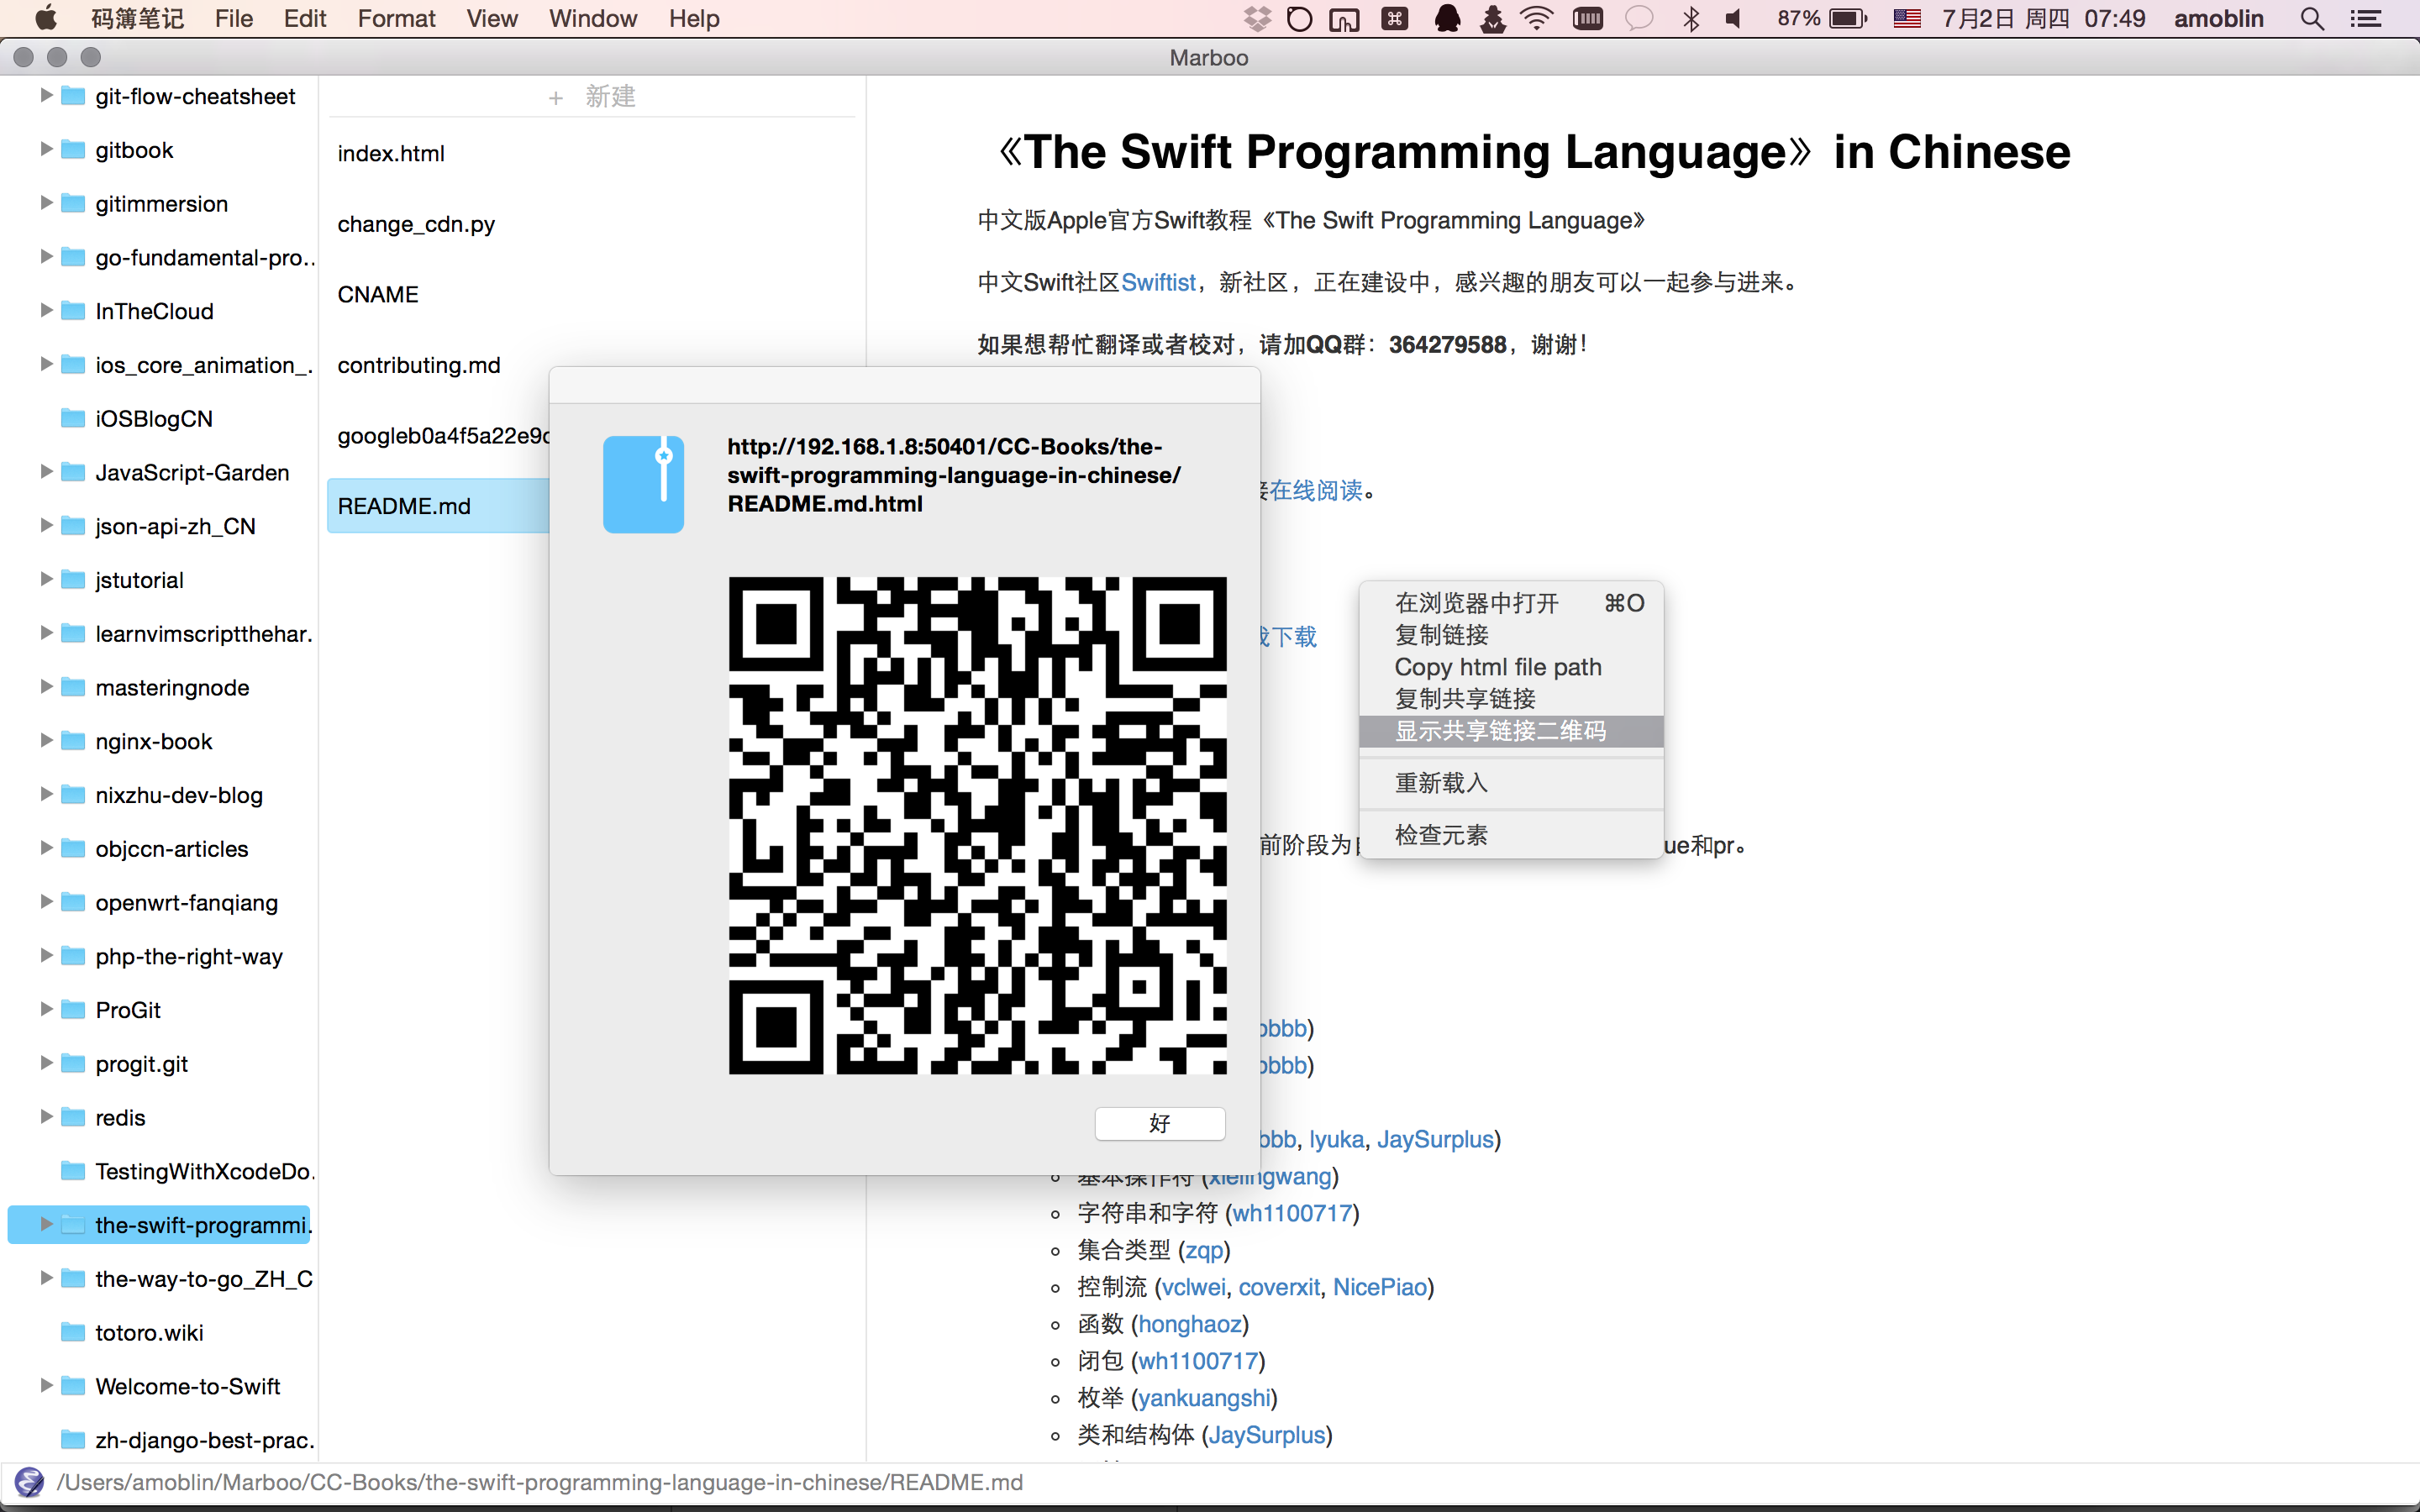 码簿笔记 File Edit Format View Window Help 87% 7月2日 周四 07:49 amoblin
Marboo
git-flow-cheatsheet
gitbook
gitimmersion
go-fundamental-pro..
InTheCloud
ios_core_animation_.
iOSBlogCN
JavaScript-Garden
json-api-zh_CN
jstutorial
learnvimscriptthehar.
masteringnode
nginx-book
nixzhu-dev-blog
objccn-articles
openwrt-fanqiang
php-the-right-way
ProGit
progit.git
redis
TestingWithXcodeDo.
the-swift-programmi.
the-way-to-go_ZH_C
totoro.wiki
Welcome-to-Swift
zh-django-best-prac.
+ 新建
index.html
change_cdn.py
CNAME
contributing.md
googleb0a4f5a22e9
README.md
《The Swift Programming Language》 in Chinese
中文版Apple官方Swift教程《The Swift Programming Language》
中文Swift社区Swiftist，新社区，正在建设中，感兴趣的朋友可以一起参与进来。
如果想帮忙翻译或者校对，请加QQ群：364279588，谢谢！
在线阅读。
下载
前阶段为 ue和pr。
bbb)
bbb)
bbb, lyuka, JaySurplus)
基本操作符 (xielingwang)
字符串和字符 (wh1100717)
集合类型 (zqp)
控制流 (vclwei, coverxit, NicePiao)
函数 (honghaoz)
闭包 (wh1100717)
枚举 (yankuangshi)
类和结构体 (JaySurplus)
http://192.168.1.8:50401/CC-Books/the-
swift-programming-language-in-chinese/
README.md.html
好
在浏览器中打开 ⌘O
复制链接
Copy html file path
复制共享链接
显示共享链接二维码
重新载入
检查元素
/Users/amoblin/Marboo/CC-Books/the-swift-programming-language-in-chinese/README.md